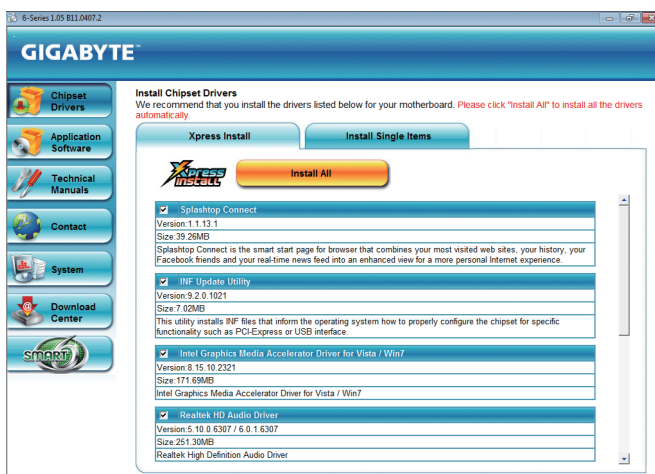 6-Series 1.05 B11.0407.2
GIGABYTE™
Chipset
Drivers
Application
Software
Technical
Manuals
Contact
System
Download
Center
SMART 6
Install Chipset Drivers
We recommend that you install the drivers listed below for your motherboard. Please click "Install All" to install all the drivers
automatically.
Xpress Install
Install Single Items
Xpress
Install
Install All
Splashtop Connect
Version:1.1.13.1
Size:39.26MB
Splashtop Connect is the smart start page for browser that combines your most visited web sites, your history, your
Facebook friends and your real-time news feed into an enhanced view for a more personal Internet experience.
INF Update Utility
Version:9.2.0.1021
Size:7.02MB
This utility installs INF files that inform the operating system how to properly configure the chipset for specific
functionality such as PCI-Express or USB interface.
Intel Graphics Media Accelerator Driver for Vista / Win7
Version:8.15.10.2321
Size:171.69MB
Intel Graphics Media Accelerator Driver for Vista / Win7
Realtek HD Audio Driver
Version:5.10.0.6307 / 6.0.1.6307
Size:251.30MB
Realtek High Definition Audio Driver